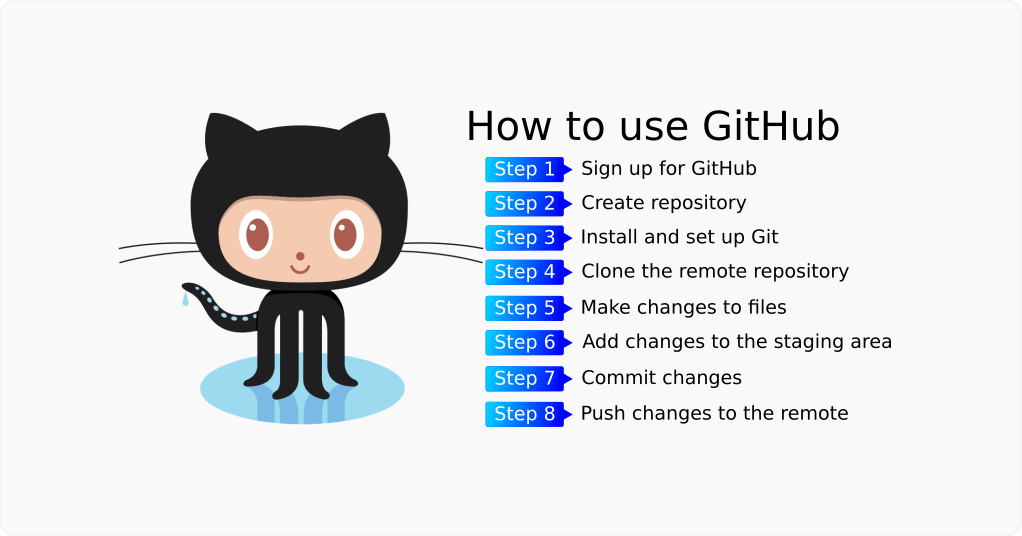 How to use GitHub
Step 1 Sign up for GitHub
Step 2 Create repository
Step 3 Install and set up Git
Step 4 Clone the remote repository
Step 5 Make changes to files
Step 6 Add changes to the staging area
Step 7 Commit changes
Step 8 Push changes to the remote